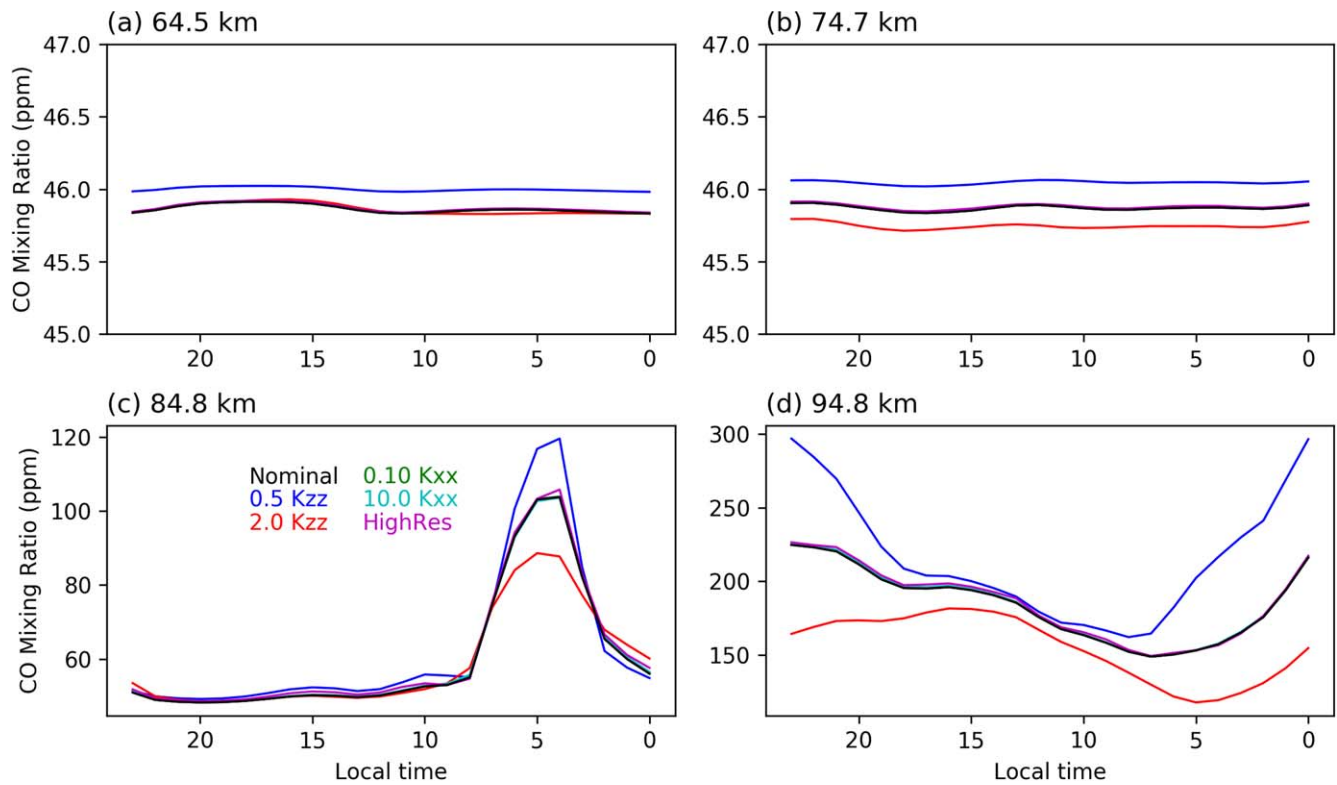 (a) 64.5 km
47.0
46.5
46.0
45.5
45.0
CO Mixing Ratio (ppm)
20 15 10 5 0
(b) 74.7 km
47.0
46.5
46.0
45.5
45.0
20 15 10 5 0
(c) 84.8 km
120
100
80
60
CO Mixing Ratio (ppm)
Nominal 0.10 Kxx
0.5 Kzz 10.0 Kxx
2.0 Kzz HighRes
20 15 10 5 0
Local time
(d) 94.8 km
300
250
200
150
20 15 10 5 0
Local time